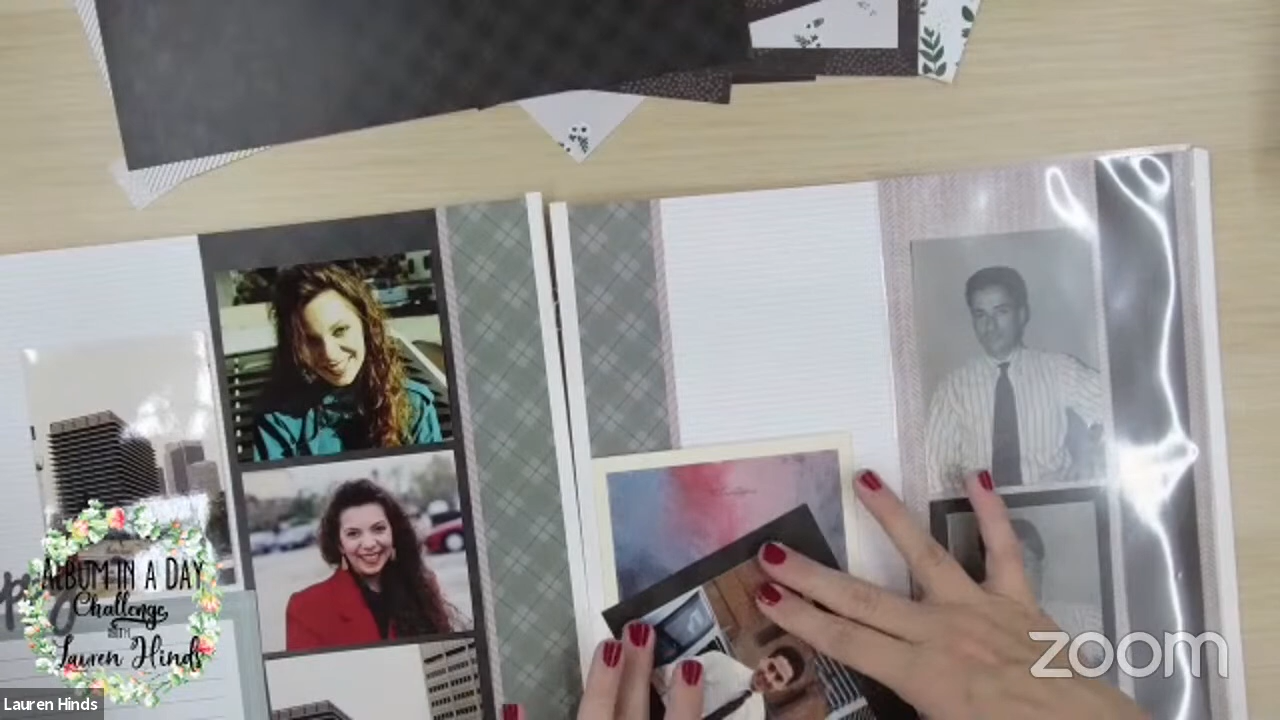 ALBUM IN A DAY
Challenge
WITH
Lauren Hinds
Lauren Hinds
zoom